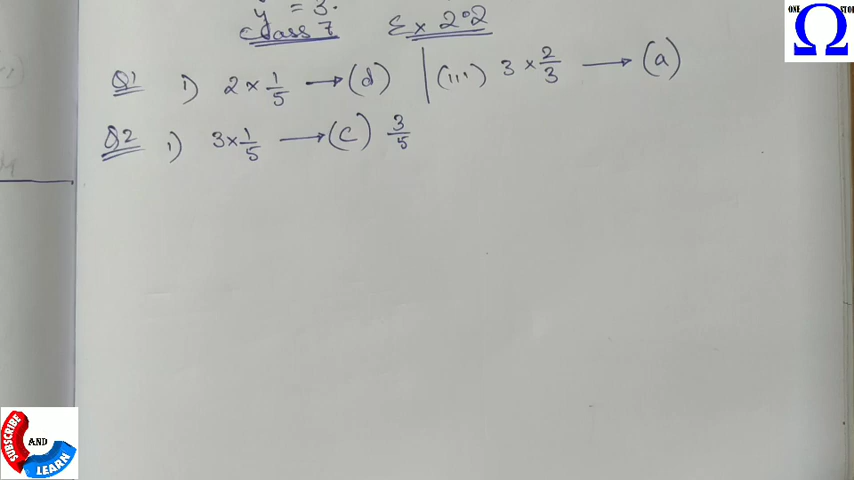 y = 3.
Class 7 Ex 2.2
Q1 i) 2 × 1/5 → (d) | (iii) 3 × 2/3 → (a)
Q2 i) 3 × 1/5 → (c) 3/5
ONE STOP
Ω
SUBSCRIBE
AND
LEARN